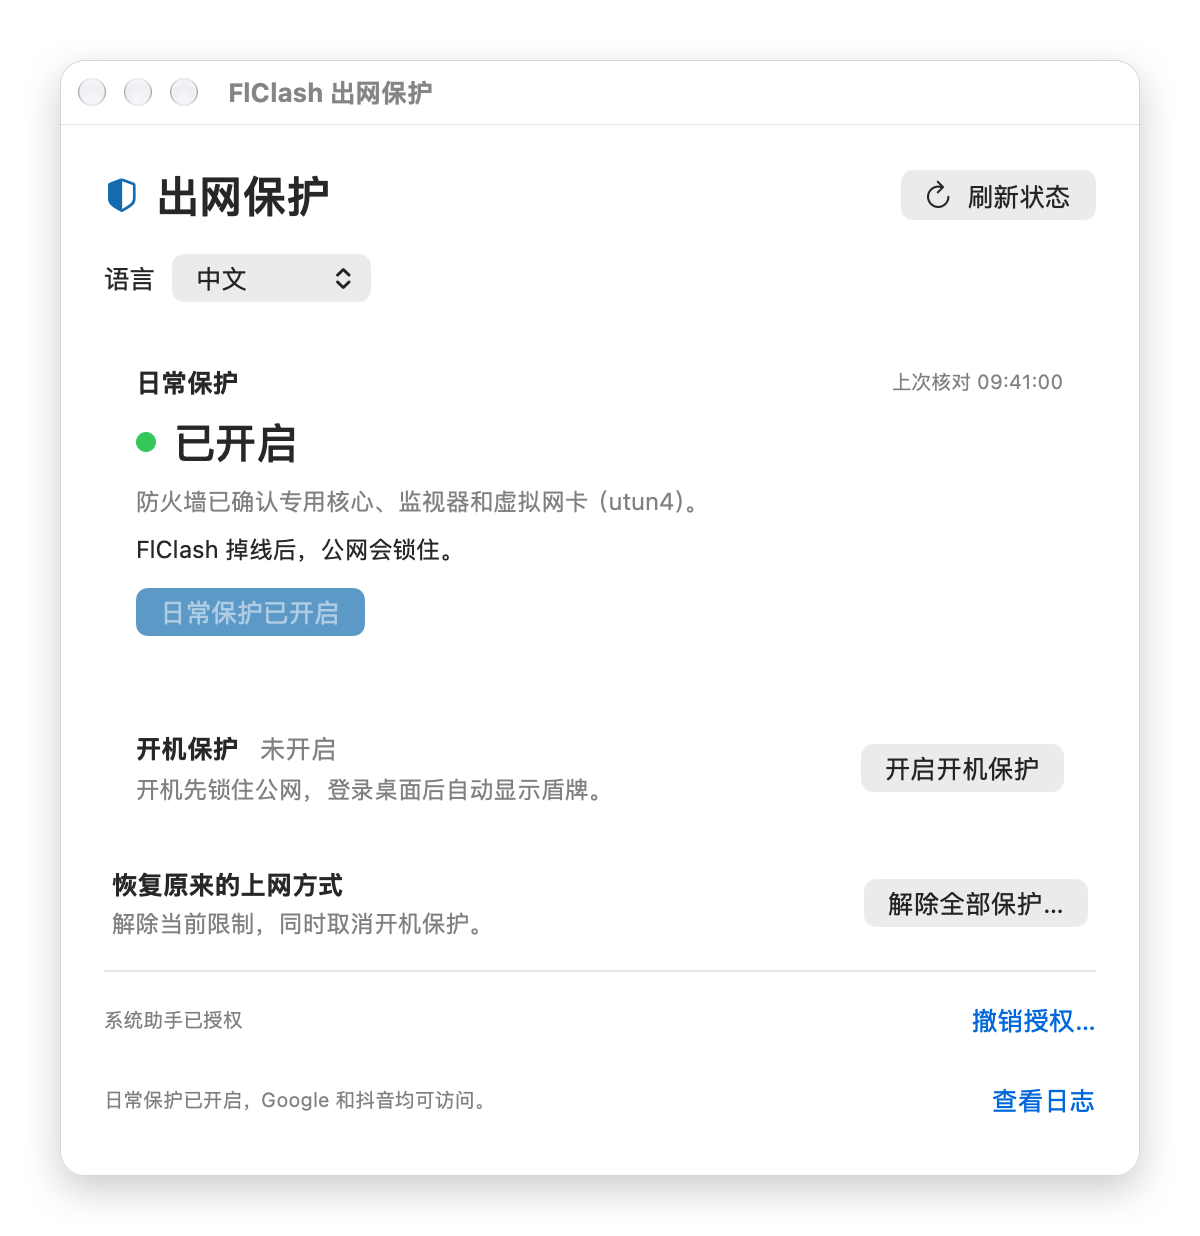 FlClash 出网保护
出网保护
刷新状态
语言 中文
日常保护
上次核对 09:41:00
已开启
防火墙已确认专用核心、监视器和虚拟网卡（utun4）。
FlClash 掉线后，公网会锁住。
日常保护已开启
开机保护 未开启
开机先锁住公网，登录桌面后自动显示盾牌。
开启开机保护
恢复原来的上网方式
解除当前限制，同时取消开机保护。
解除全部保护...
系统助手已授权
撤销授权...
日常保护已开启，Google 和抖音均可访问。
查看日志